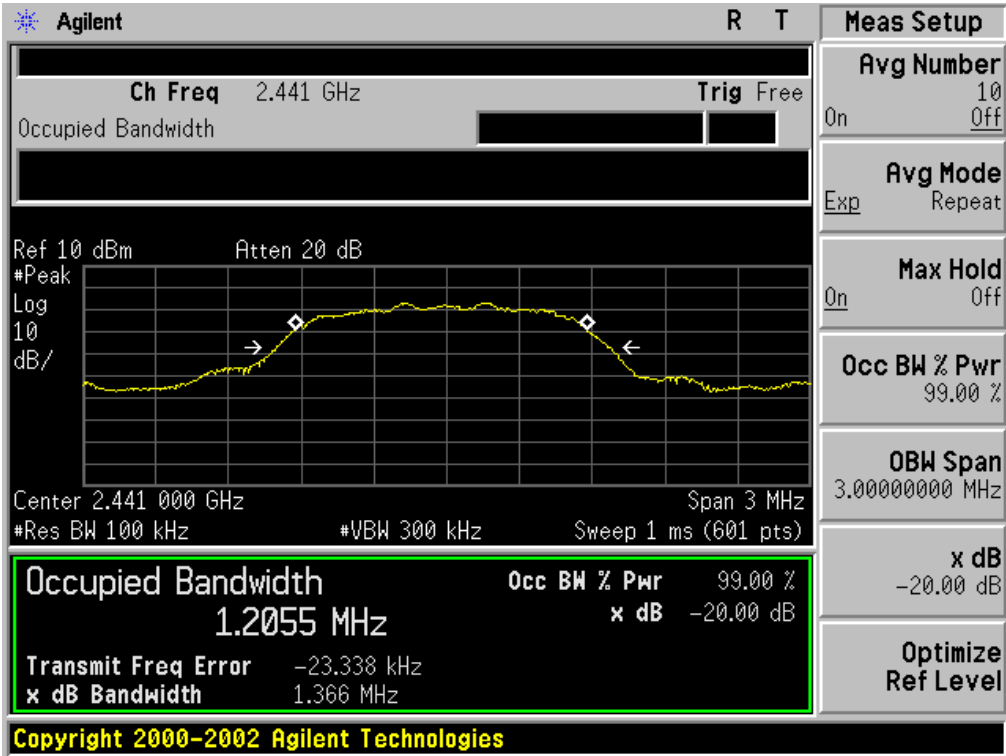 Agilent R T
Meas Setup
Ch Freq 2.441 GHz Trig Free
Occupied Bandwidth
Ref 10 dBm Atten 20 dB
#Peak
Log
10
dB/
Center 2.441 000 GHz Span 3 MHz
#Res BW 100 kHz #VBW 300 kHz Sweep 1 ms (601 pts)
Occupied Bandwidth Occ BW % Pwr 99.00 %
1.2055 MHz x dB -20.00 dB
Transmit Freq Error -23.338 kHz
x dB Bandwidth 1.366 MHz
Avg Number
10
On Off
Avg Mode
Exp Repeat
Max Hold
On Off
Occ BW % Pwr
99.00 %
OBW Span
3.00000000 MHz
x dB
-20.00 dB
Optimize
Ref Level
Copyright 2000-2002 Agilent Technologies